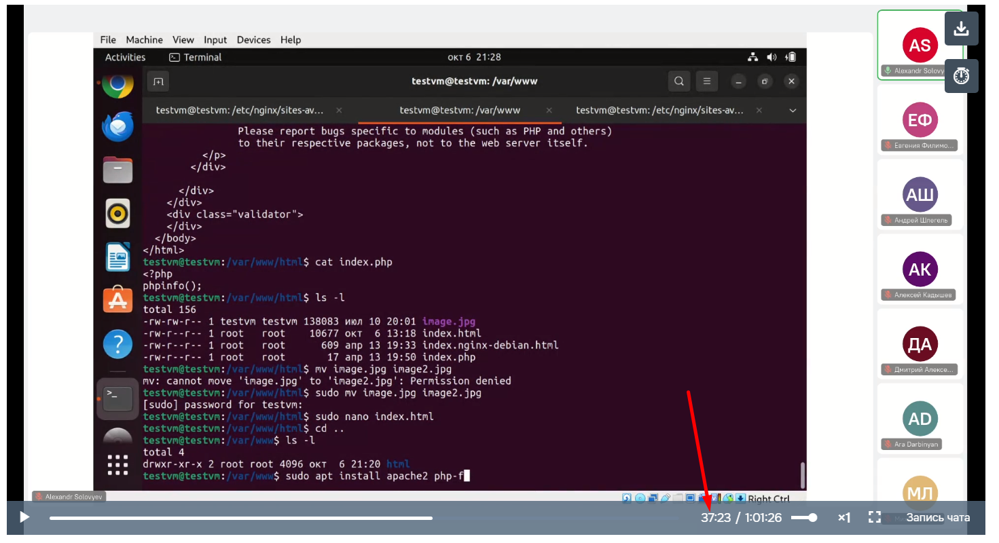 File Machine View Input Devices Help
Activities Terminal окт 6 21:28
testvm@testvm: /var/www
testvm@testvm: /etc/nginx/sites-av... × testvm@testvm: /var/www × testvm@testvm: /etc/nginx/sites-av... ×
Please report bugs specific to modules (such as PHP and others)
to their respective packages, not to the web server itself.
</p>
</div>
</div>
</div>
<div class="validator">
</div>
</body>
</html>
testvm@testvm:/var/www/html$ cat index.php
<?php
phpinfo();
testvm@testvm:/var/www/html$ ls -l
total 156
-rw-rw-r-- 1 testvm testvm 138083 июл 10 20:01 image.jpg
-rw-r--r-- 1 root root 10677 окт 6 13:18 index.html
-rw-r--r-- 1 root root 609 апр 13 19:33 index.nginx-debian.html
-rw-r--r-- 1 root root 17 апр 13 19:50 index.php
testvm@testvm:/var/www/html$ mv image.jpg image2.jpg
mv: cannot move 'image.jpg' to 'image2.jpg': Permission denied
testvm@testvm:/var/www/html$ sudo mv image.jpg image2.jpg
[sudo] password for testvm:
testvm@testvm:/var/www/html$ sudo nano index.html
testvm@testvm:/var/www/html$ cd ..
testvm@testvm:/var/www$ ls -l
total 4
drwxr-xr-x 2 root root 4096 окт 6 21:20 html
testvm@testvm:/var/www$ sudo apt install apache2 php-f
Alexandr Solovyev
Right Ctrl
37:23 / 1:01:26 ×1 Запись чата
AS
Alexandr Solovy
ЕФ
Евгения Филимо...
АШ
Андрей Шпегель
АК
Алексей Кадышев
ДА
Дмитрий Алексе...
AD
Ara Darbinyan
МЛ